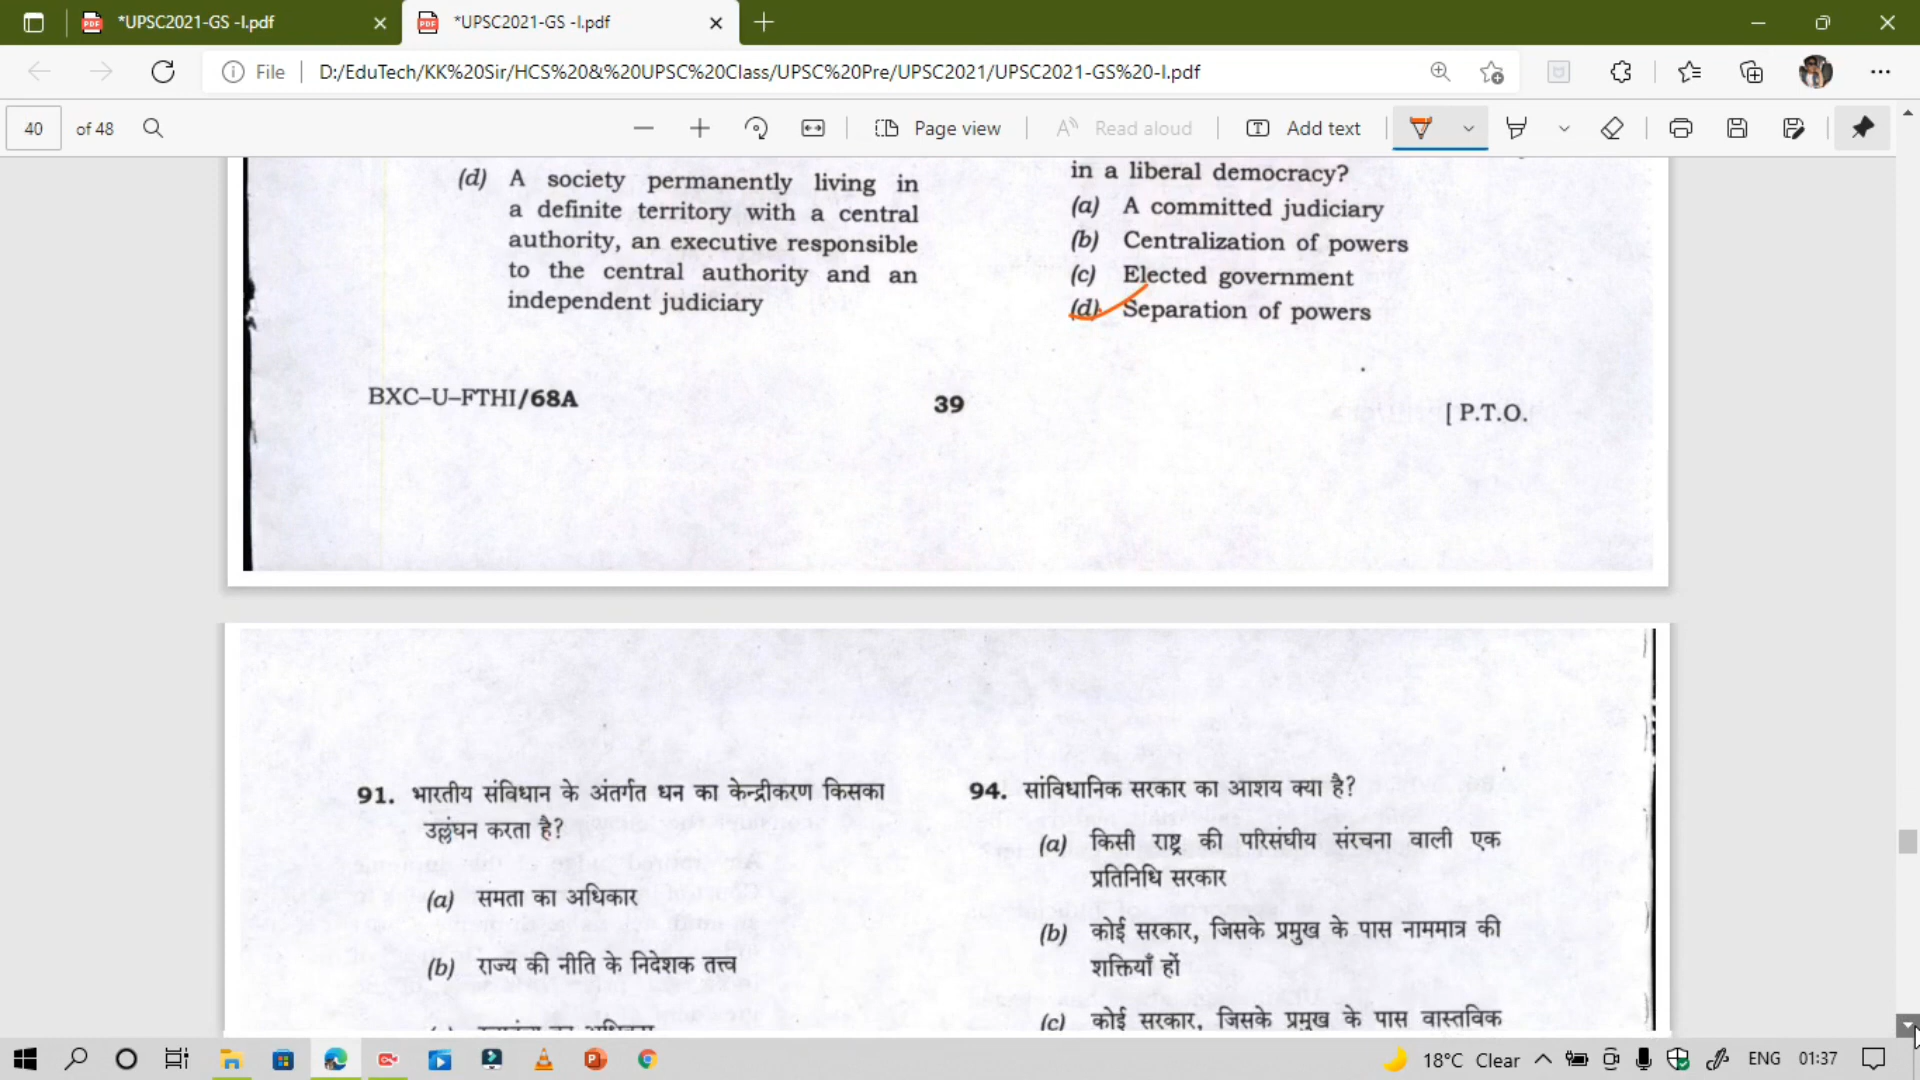 *UPSC2021-GS -I.pdf
*UPSC2021-GS -I.pdf
File
D:/EduTech/KK%20Sir/HCS%20&%20UPSC%20Class/UPSC%20Pre/UPSC2021/UPSC2021-GS%20-I.pdf
40 of 48
Page view
Read aloud
Add text
(d) A society permanently living in
a definite territory with a central
authority, an executive responsible
to the central authority and an
independent judiciary
in a liberal democracy?
(a) A committed judiciary
(b) Centralization of powers
(c) Elected government
(d) Separation of powers
BXC–U–FTHI/68A
39
[ P.T.O.
91. भारतीय संविधान के अंतर्गत धन का केन्द्रीकरण किसका
उल्लंघन करता है?
(a) समता का अधिकार
(b) राज्य की नीति के निदेशक तत्त्व
94. सांविधानिक सरकार का आशय क्या है?
(a) किसी राष्ट्र की परिसंघीय संरचना वाली एक
प्रतिनिधि सरकार
(b) कोई सरकार, जिसके प्रमुख के पास नाममात्र की
शक्तियाँ हों
(c) कोई सरकार, जिसके प्रमुख के पास वास्तविक
18°C Clear
ENG
01:37